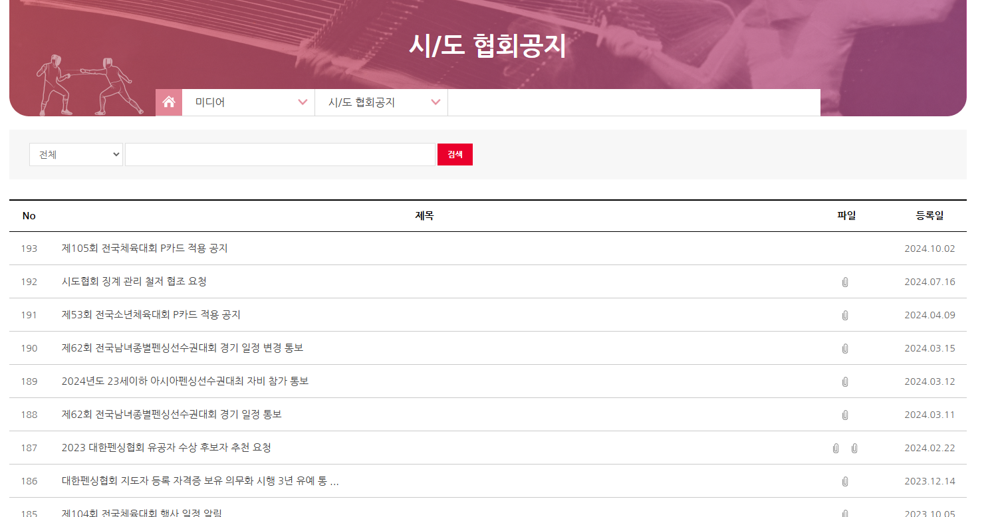 시/도 협회공지
미디어 시/도 협회공지
전체 검색
No 제목 파일 등록일
193 제105회 전국체육대회 P카드 적용 공지 2024.10.02
192 시도협회 징계 관리 철저 협조 요청 2024.07.16
191 제53회 전국소년체육대회 P카드 적용 공지 2024.04.09
190 제62회 전국남녀종별펜싱선수권대회 경기 일정 변경 통보 2024.03.15
189 2024년도 23세이하 아시아펜싱선수권대회 자비 참가 통보 2024.03.12
188 제62회 전국남녀종별펜싱선수권대회 경기 일정 통보 2024.03.11
187 2023 대한펜싱협회 유공자 수상 후보자 추천 요청 2024.02.22
186 대한펜싱협회 지도자 등록 자격증 보유 의무화 시행 3년 유예 통 ... 2023.12.14
185 제104회 전국체육대회 행사 일정 알림 2023.10.05